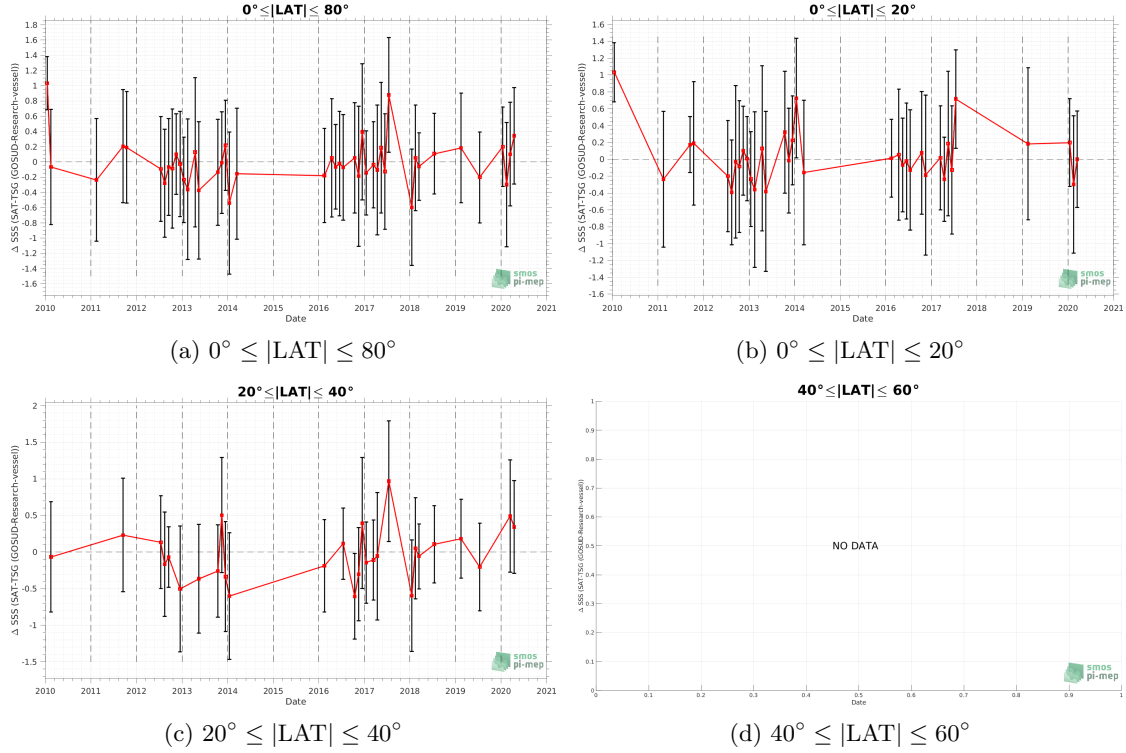 0°≤|LAT|≤ 80°
Δ SSS (SAT-TSG (GOSUD-Research-vessel))
1.8
1.6
1.4
1.2
1
0.8
0.6
0.4
0.2
0
-0.2
-0.4
-0.6
-0.8
-1
-1.2
-1.4
-1.6
2010 2011 2012 2013 2014 2015 2016 2017 2018 2019 2020 2021
Date
smos
pi-mep
(a) 0° ≤ |LAT| ≤ 80°
0°≤|LAT|≤ 20°
Δ SSS (SAT-TSG (GOSUD-Research-vessel))
1.6
1.4
1.2
1
0.8
0.6
0.4
0.2
0
-0.2
-0.4
-0.6
-0.8
-1
-1.2
-1.4
-1.6
2010 2011 2012 2013 2014 2015 2016 2017 2018 2019 2020 2021
Date
smos
pi-mep
(b) 0° ≤ |LAT| ≤ 20°
20°≤|LAT|≤ 40°
Δ SSS (SAT-TSG (GOSUD-Research-vessel))
2
1.5
1
0.5
0
-0.5
-1
-1.5
2010 2011 2012 2013 2014 2015 2016 2017 2018 2019 2020 2021
Date
smos
pi-mep
(c) 20° ≤ |LAT| ≤ 40°
40°≤|LAT|≤ 60°
Δ SSS (SAT-TSG (GOSUD-Research-vessel))
1
0.9
0.8
0.7
0.6
0.5
0.4
0.3
0.2
0.1
0
NO DATA
0 0.1 0.2 0.3 0.4 0.5 0.6 0.7 0.8 0.9 1
Date
smos
pi-mep
(d) 40° ≤ |LAT| ≤ 60°